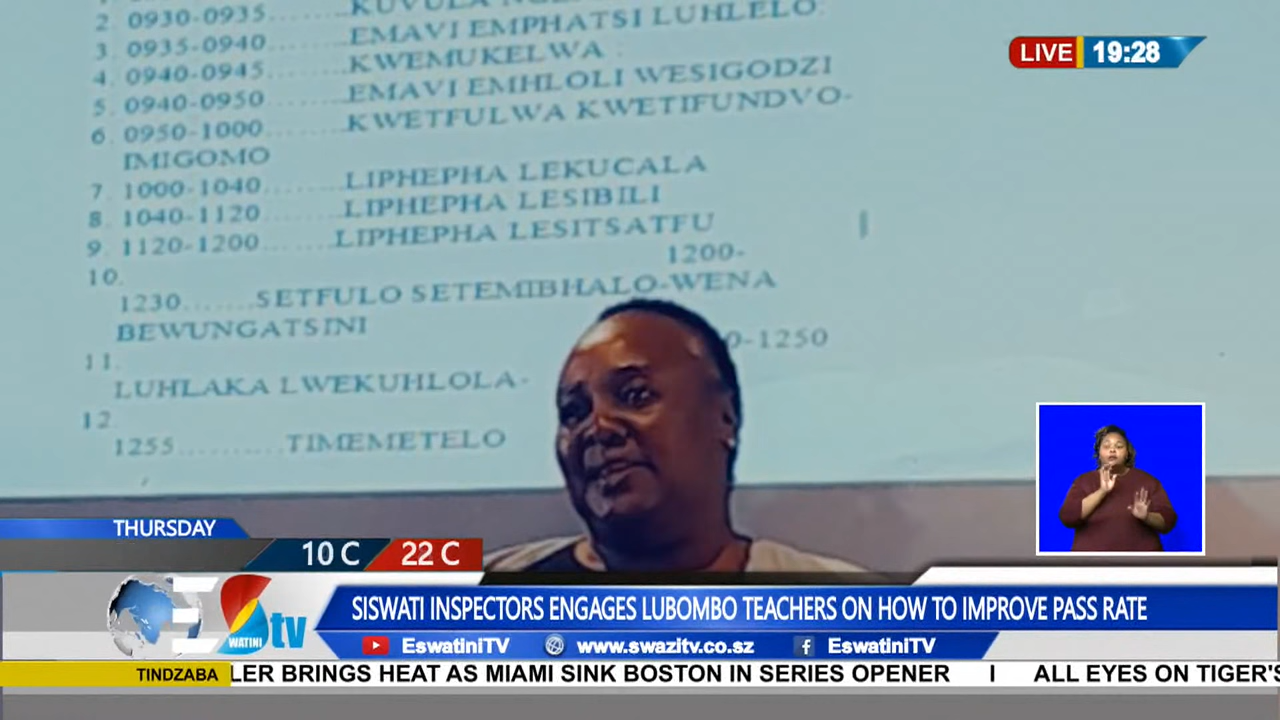 2. 0930-0935
3. 0935-0940........EMAVI EMPHATSI LUHLELO
4. 0940-0945........KWEMUKELWA
5. 0940-0950........EMAVI EMHLOLI WESIGODZI
6. 0950-1000........KWETFULWA KWETIFUNDVO-
IMIGOMO
7. 1000-1040........LIPHEPHA LEKUCALA
8. 1040-1120........LIPHEPHA LESIBILI
9. 1120-1200.......LIPHEPHA LESITSATFU
10. 1200-
1230.......SETFULO SETEMIBHALO-WENA
BEWUNGATSINI
11. 0-1250
LUHLAKA LWEKUHLOLA-
12.
1255..........TIMEMETELO
LIVE 19:28
THURSDAY
10 C 22 C
ESWATINI tv
SISWATI INSPECTORS ENGAGES LUBOMBO TEACHERS ON HOW TO IMPROVE PASS RATE
EswatiniTV www.swazitv.co.sz EswatiniTV
TINDZABA LER BRINGS HEAT AS MIAMI SINK BOSTON IN SERIES OPENER I ALL EYES ON TIGER'S